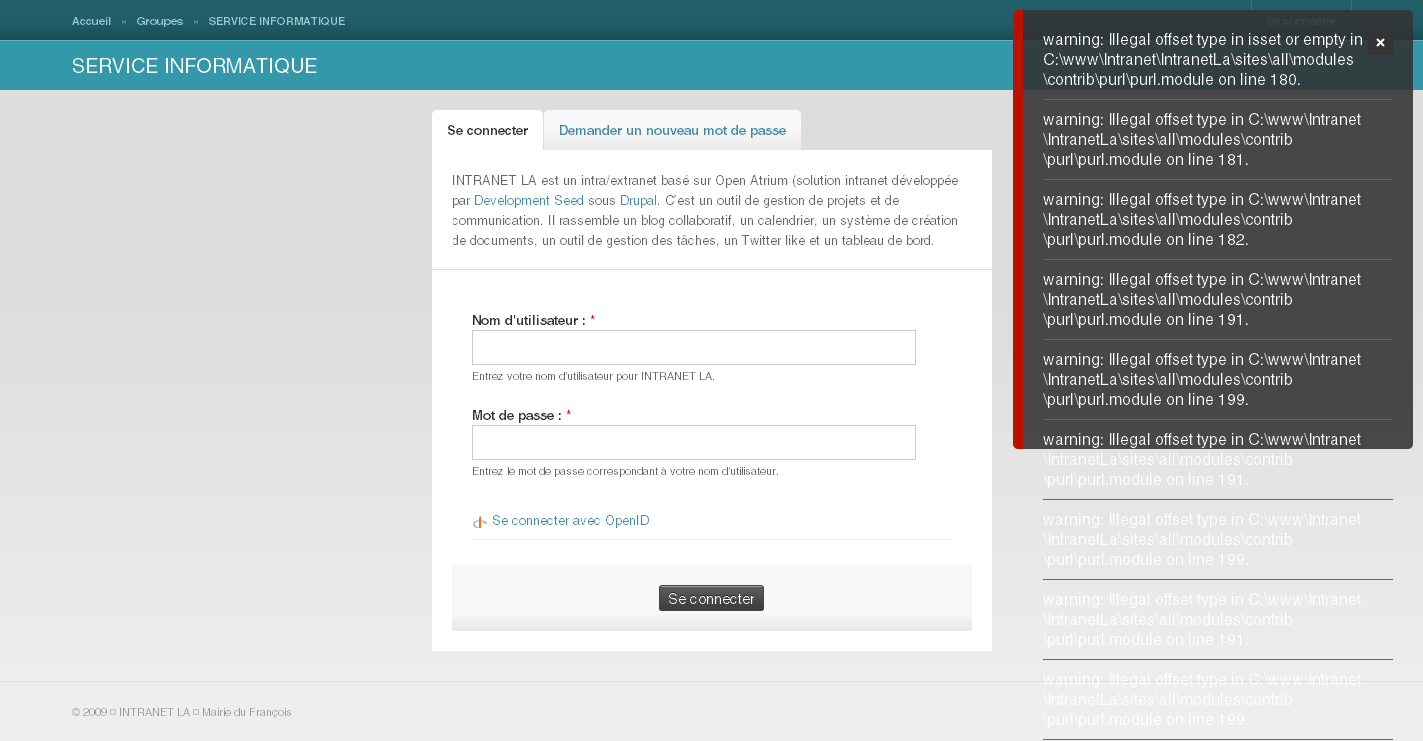 Accueil » Groupes » SERVICE INFORMATIQUE
Se connecter
SERVICE INFORMATIQUE
Se connecter
Demander un nouveau mot de passe
INTRANET LA est un intra/extranet basé sur Open Atrium (solution intranet développée
par Development Seed sous Drupal. C'est un outil de gestion de projets et de
communication. Il rassemble un blog collaboratif, un calendrier, un système de création
de documents, un outil de gestion des tâches, un Twitter like et un tableau de bord.
Nom d'utilisateur : *
Entrez votre nom d'utilisateur pour INTRANET LA.
Mot de passe : *
Entrez le mot de passe correspondant à votre nom d'utilisateur.
Se connecter avec OpenID
Se connecter
© 2009 ¤ INTRANET LA ¤ Mairie du François
warning: Illegal offset type in isset or empty in
C:\www\Intranet\IntranetLa\sites\all\modules
\contrib\purl\purl.module on line 180.
warning: Illegal offset type in C:\www\Intranet
\IntranetLa\sites\all\modules\contrib
\purl\purl.module on line 181.
warning: Illegal offset type in C:\www\Intranet
\IntranetLa\sites\all\modules\contrib
\purl\purl.module on line 182.
warning: Illegal offset type in C:\www\Intranet
\IntranetLa\sites\all\modules\contrib
\purl\purl.module on line 191.
warning: Illegal offset type in C:\www\Intranet
\IntranetLa\sites\all\modules\contrib
\purl\purl.module on line 199.
warning: Illegal offset type in C:\www\Intranet
\IntranetLa\sites\all\modules\contrib
\purl\purl.module on line 191.
warning: Illegal offset type in C:\www\Intranet
\IntranetLa\sites\all\modules\contrib
\purl\purl.module on line 199.
warning: Illegal offset type in C:\www\Intranet
\IntranetLa\sites\all\modules\contrib
\purl\purl.module on line 191.
warning: Illegal offset type in C:\www\Intranet
\IntranetLa\sites\all\modules\contrib
\purl\purl.module on line 199.